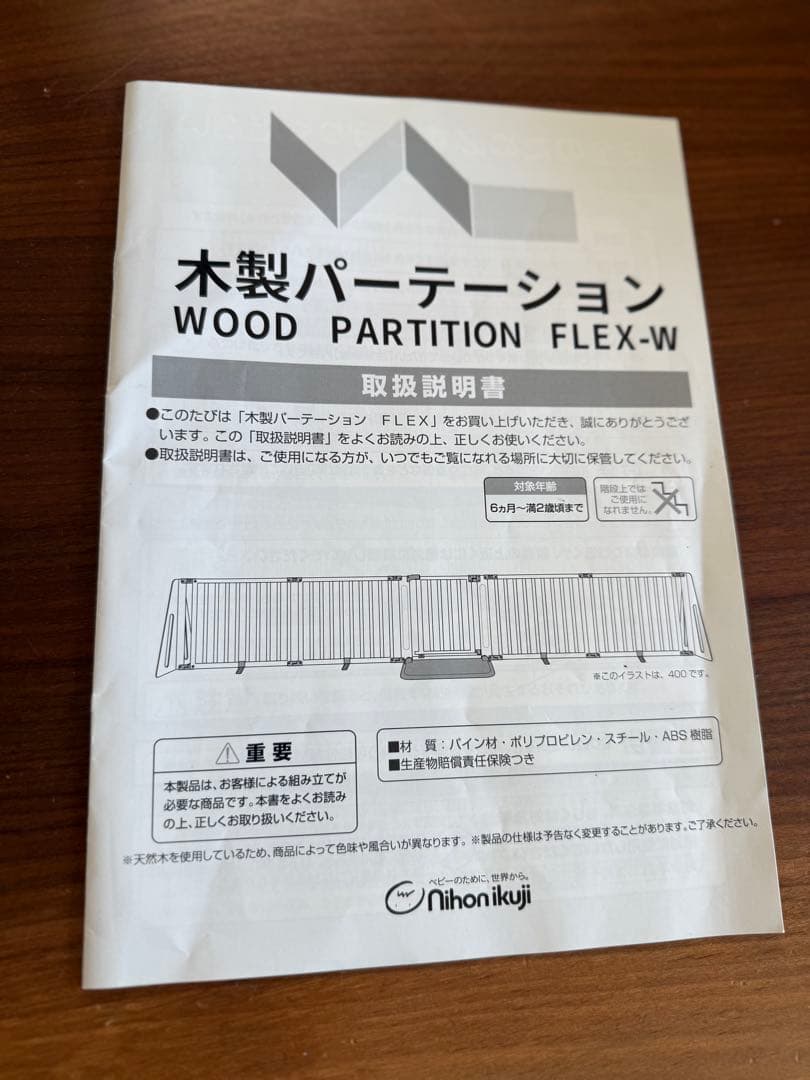 木製パーテーション
WOOD PARTITION FLEX-W
取扱説明書
●このたびは「木製パーテーション ＦＬＥＸ」をお買い上げいただき、誠にありがとうござ
います。この「取扱説明書」をよくお読みの上、正しくお使いください。
●取扱説明書は、ご使用になる方が、いつでもご覧になれる場所に大切に保管してください。
対象年齢
6ヵ月～満2歳頃まで
階段上では
ご使用に
なれません。
※このイラストは、400です。
重要
本製品は、お客様による組み立てが
必要な商品です。本書をよくお読み
の上、正しくお取り扱いください。
■材　質：パイン材・ポリプロピレン・スチール・ABS樹脂
■生産物賠償責任保険つき
※天然木を使用しているため、商品によって色味や風合いが異なります。※製品の仕様は予告なく変更することがあります。ご了承ください。
ベビーのために、世界から。
nihon ikuji